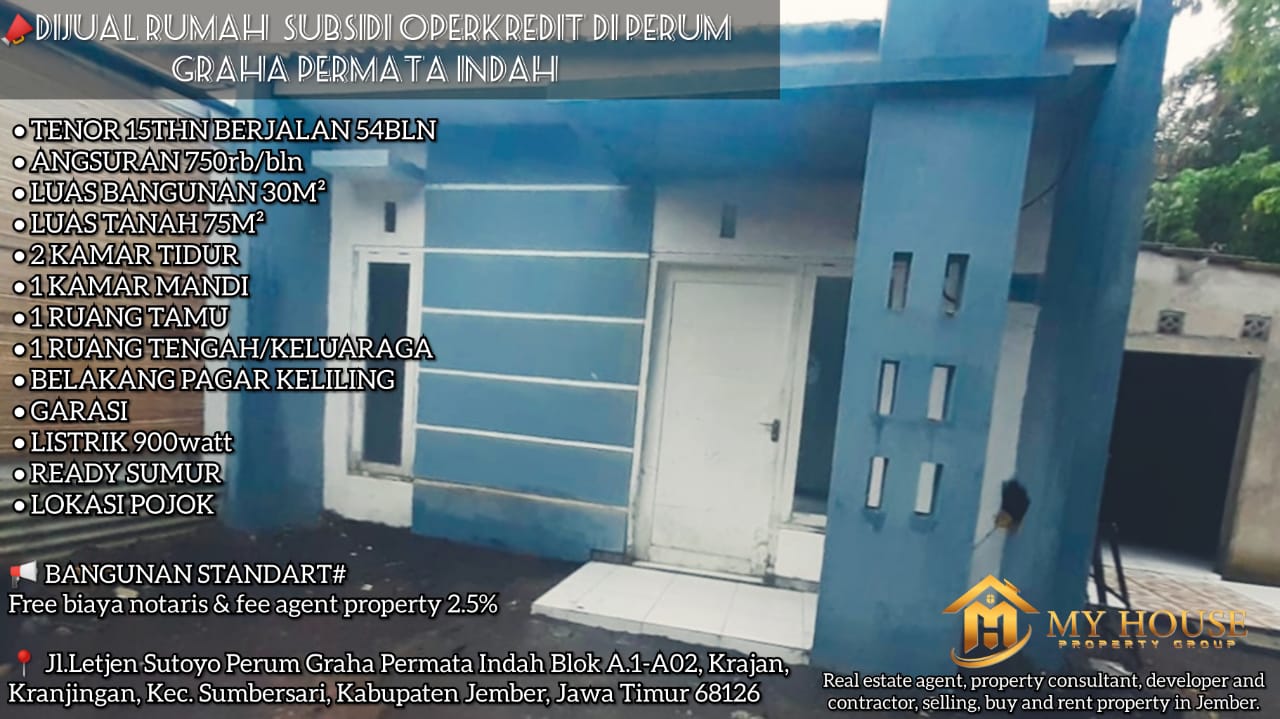 📣DIJUAL RUMAH SUBSIDI OPERKREDIT DI PERUM
GRAHA PERMATA INDAH
• TENOR 15THN BERJALAN 54BLN
• ANGSURAN 750rb/bln
• LUAS BANGUNAN 30M²
• LUAS TANAH 75M²
• 2 KAMAR TIDUR
• 1 KAMAR MANDI
• 1 RUANG TAMU
• 1 RUANG TENGAH/KELUARAGA
• BELAKANG PAGAR KELILING
• GARASI
• LISTRIK 900watt
• READY SUMUR
• LOKASI POJOK
📢 BANGUNAN STANDART#
Free biaya notaris & fee agent property 2.5%
📍 Jl.Letjen Sutoyo Perum Graha Permata Indah Blok A.1-A02, Krajan,
Kranjingan, Kec. Sumbersari, Kabupaten Jember, Jawa Timur 68126
MY HOUSE
PROPERTY GROUP
Real estate agent, property consultant, developer and
contractor, selling, buy and rent property in Jember.